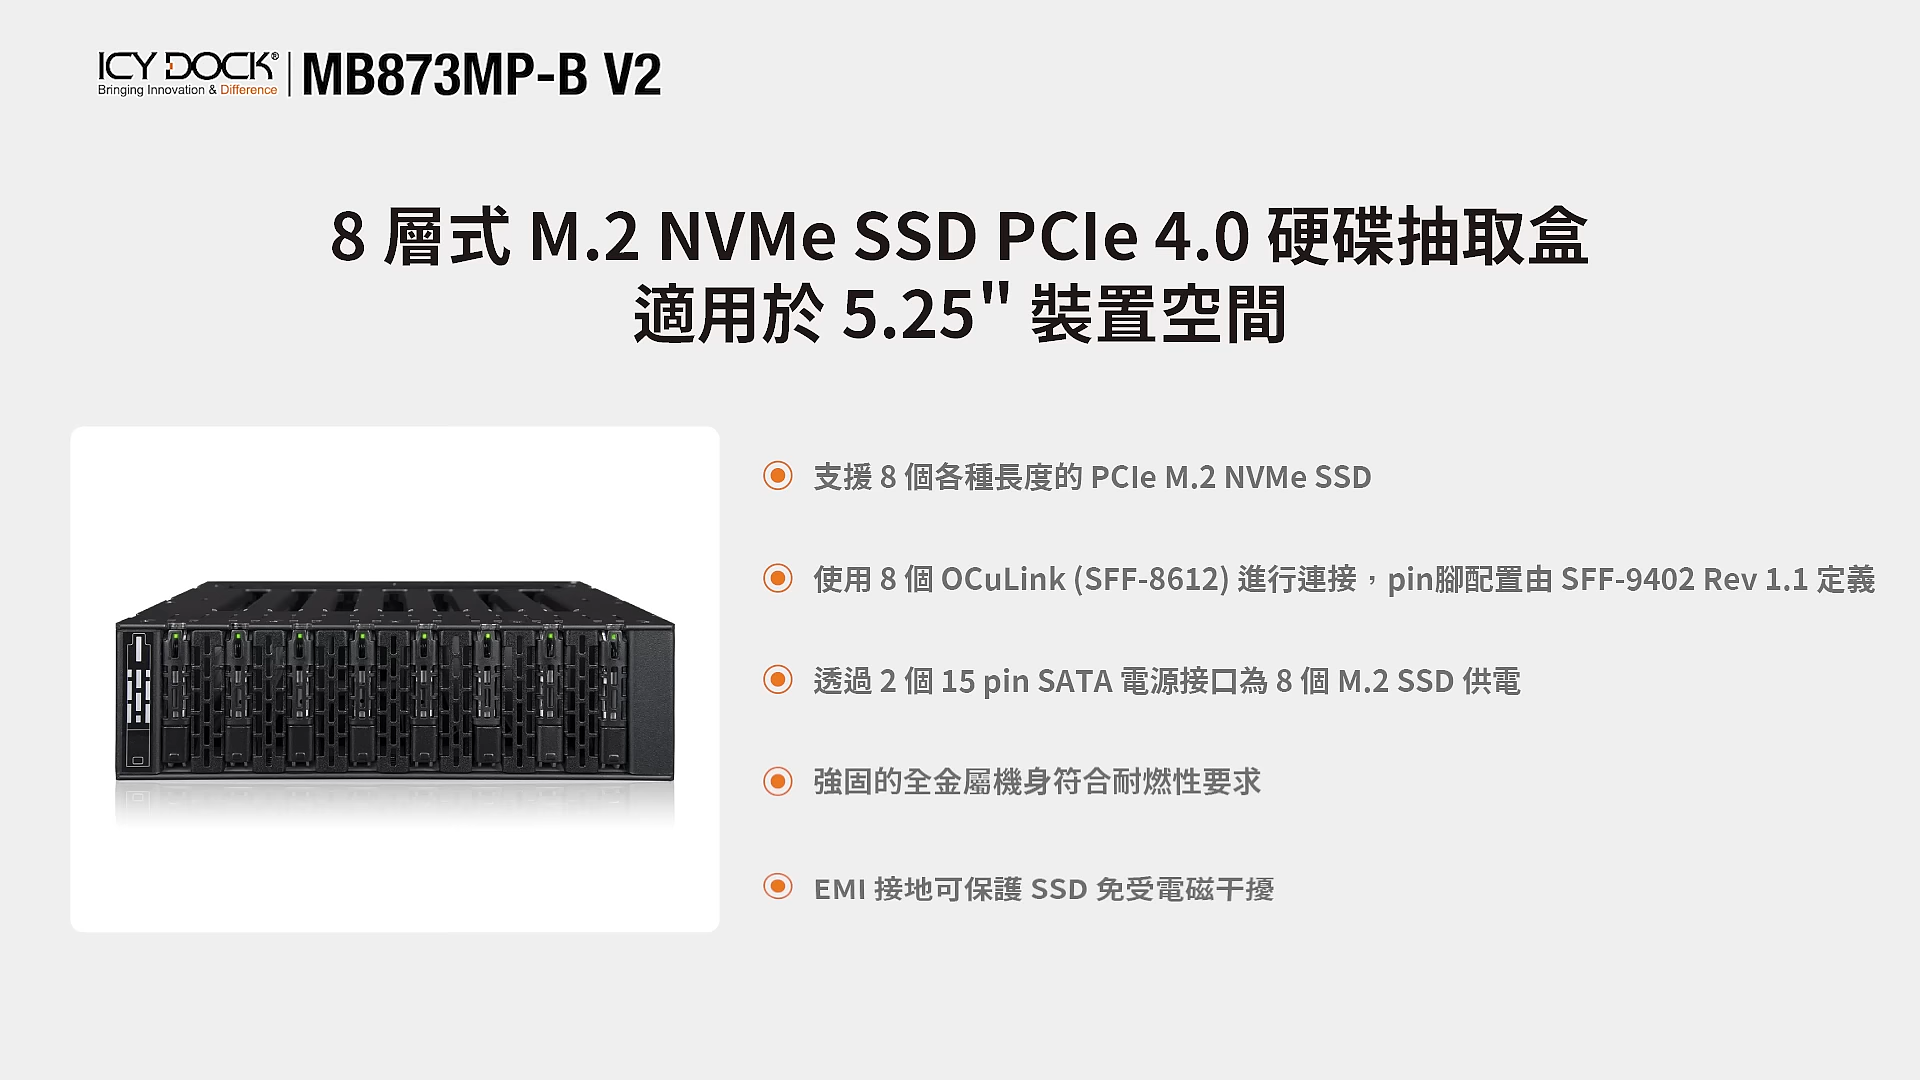 ICY DOCK® | MB873MP-B V2
Bringing Innovation & Difference
8 層式 M.2 NVMe SSD PCIe 4.0 硬碟抽取盒
適用於 5.25" 裝置空間
支援 8 個各種長度的 PCIe M.2 NVMe SSD
使用 8 個 OCuLink (SFF-8612) 進行連接，pin腳配置由 SFF-9402 Rev 1.1 定義
透過 2 個 15 pin SATA 電源接口為 8 個 M.2 SSD 供電
強固的全金屬機身符合耐燃性要求
EMI 接地可保護 SSD 免受電磁干擾